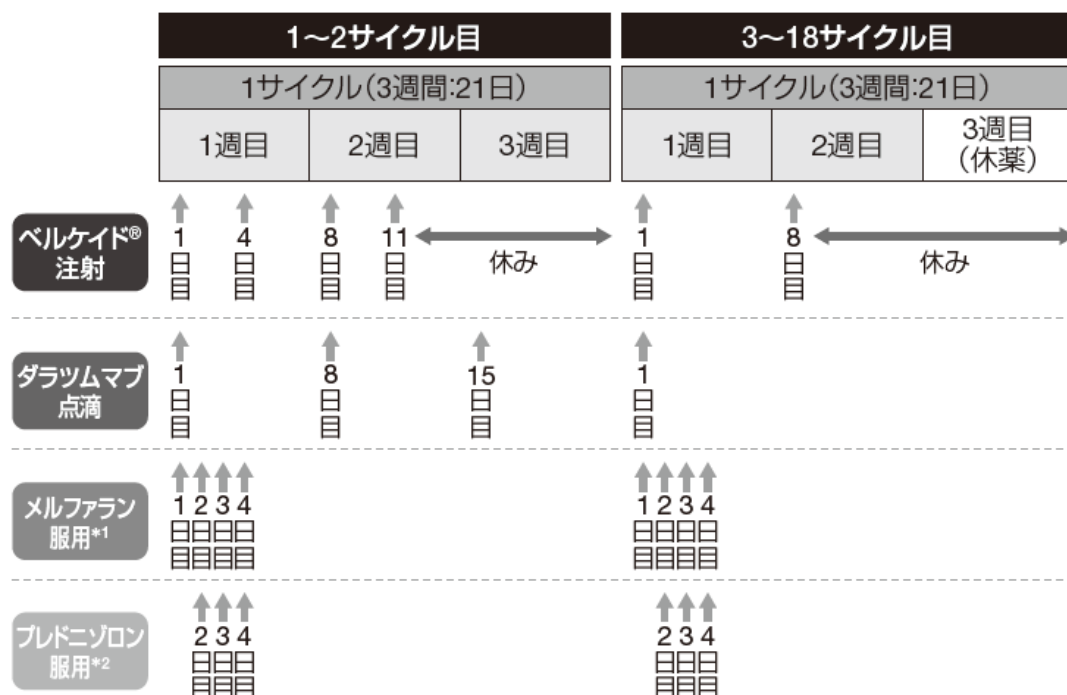 1〜2サイクル目
3〜18サイクル目
1サイクル(3週間:21日)
1サイクル(3週間:21日)
1週目
2週目
3週目
1週目
2週目
3週目
(休薬)
ベルケイド®
注射
1日目
4日目
8日目
11日目
休み
1日目
8日目
休み
ダラツムマブ
点滴
1日目
8日目
15日目
1日目
メルファラン
服用*1
1日目
2日目
3日目
4日目
1日目
2日目
3日目
4日目
プレドニゾロン
服用*2
2日目
3日目
4日目
2日目
3日目
4日目